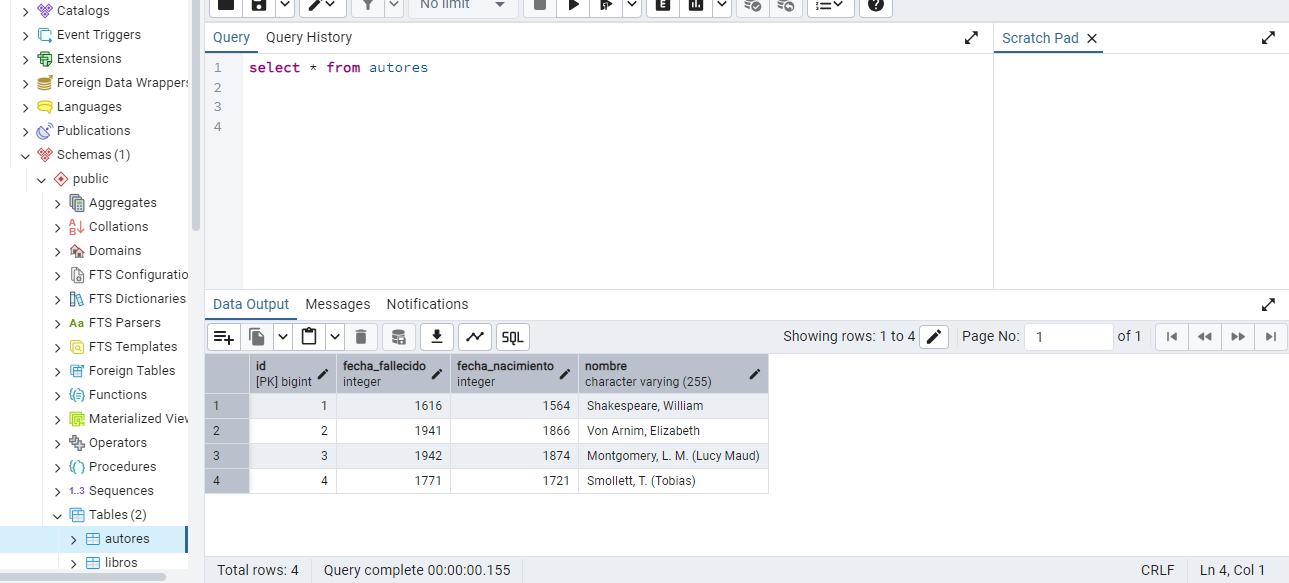 Catalogs
Event Triggers
Extensions
Foreign Data Wrappers
Languages
Publications
Schemas (1)
public
Aggregates
Collations
Domains
FTS Configuratio
FTS Dictionaries
FTS Parsers
FTS Templates
Foreign Tables
Functions
Materialized Viev
Operators
Procedures
1..3 Sequences
Tables (2)
autores
libros
No limit
Query Query History
Scratch Pad
1 select * from autores
2
3
4
Data Output Messages Notifications
SQL
Showing rows: 1 to 4
Page No: 1 of 1
id fecha_fallecido fecha_nacimiento nombre
[PK] bigint integer integer character varying (255)
1 1 1616 1564 Shakespeare, William
2 2 1941 1866 Von Arnim, Elizabeth
3 3 1942 1874 Montgomery, L. M. (Lucy Maud)
4 4 1771 1721 Smollett, T. (Tobias)
Total rows: 4 Query complete 00:00:00.155 CRLF Ln 4, Col 1